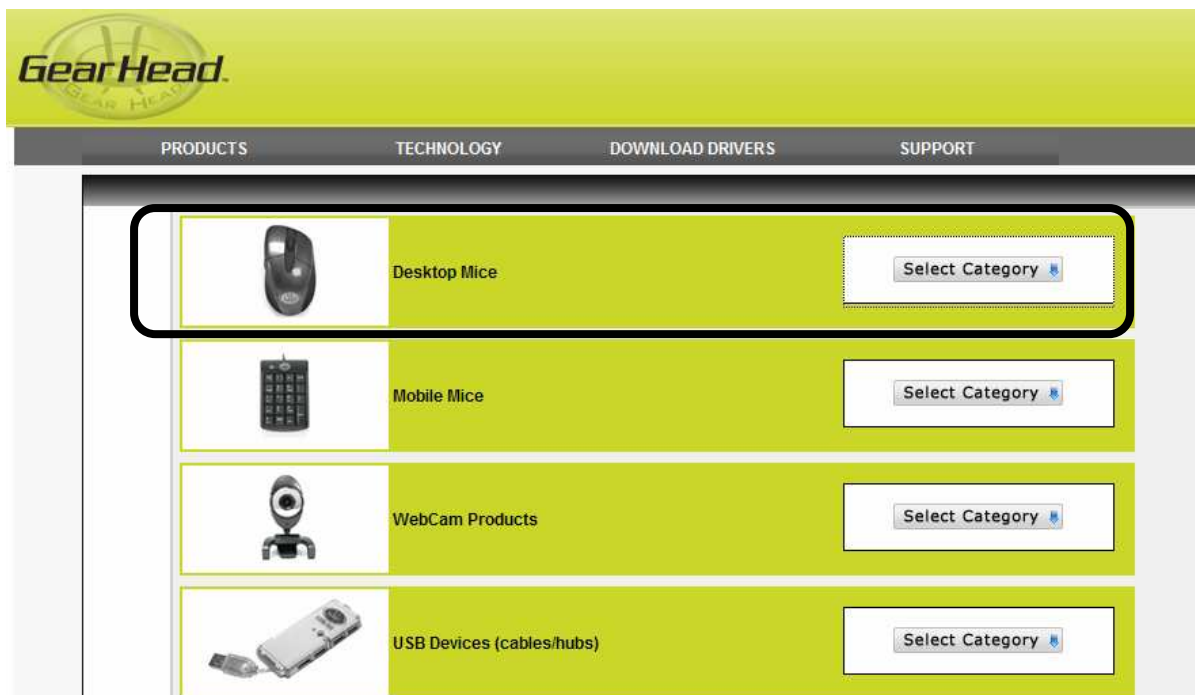 GearHead.
GEAR HEAD
PRODUCTS TECHNOLOGY DOWNLOAD DRIVERS SUPPORT
Desktop Mice Select Category
Mobile Mice Select Category
WebCam Products Select Category
USB Devices (cables/hubs) Select Category